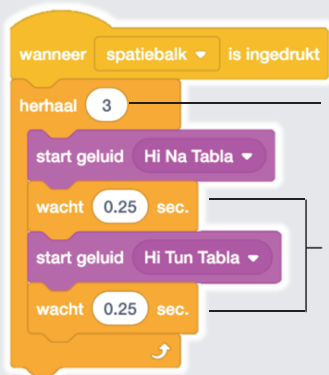 wanneer spatiebalk is ingedrukt
herhaal 3
start geluid Hi Na Tabla
wacht 0.25 sec.
start geluid Hi Tun Tabla
wacht 0.25 sec.